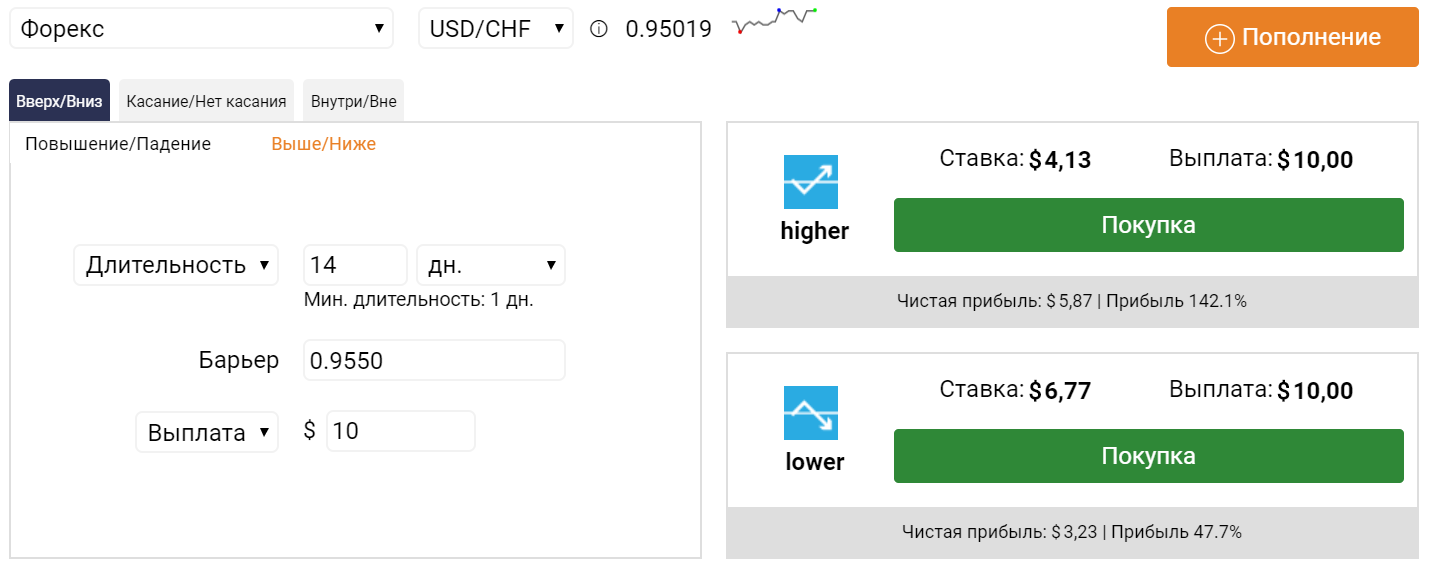 Форекс
USD/CHF
0.95019
Пополнение
Вверх/Вниз
Касание/Нет касания
Внутри/Вне
Повышение/Падение
Выше/Ниже
Длительность
14
дн.
Мин. длительность: 1 дн.
Барьер
0.9550
Выплата
$
10
higher
Ставка: $ 4,13
Выплата: $ 10,00
Покупка
Чистая прибыль: $ 5,87 | Прибыль 142.1%
lower
Ставка: $ 6,77
Выплата: $ 10,00
Покупка
Чистая прибыль: $ 3,23 | Прибыль 47.7%